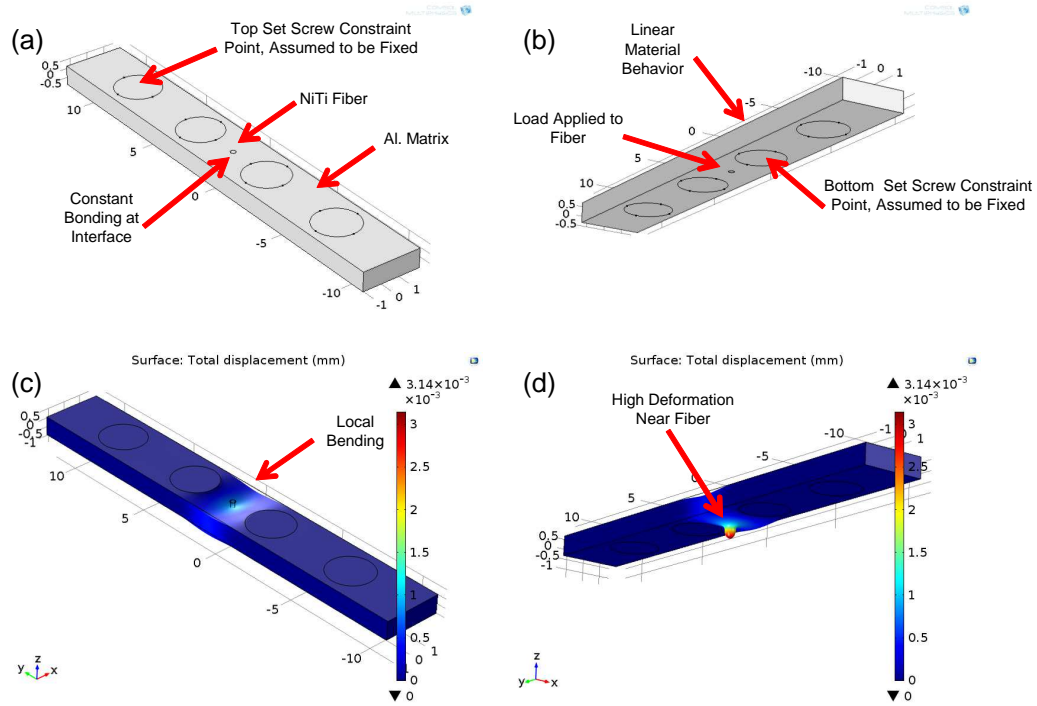 (a)
Top Set Screw Constraint
Point, Assumed to be Fixed
NiTi Fiber
Al. Matrix
Constant
Bonding at
Interface
0.5
0
-0.5
10
5
0
-5
-10
-1
0
1
(b)
Linear
Material
Behavior
Load Applied to
Fiber
Bottom Set Screw Constraint
Point, Assumed to be Fixed
-1
0
1
-10
-5
0
5
10
0.5
0
-0.5
(c)
Surface: Total displacement (mm)
Local
Bending
3.14×10⁻³
×10⁻³
3
2.5
2
1.5
1
0.5
0
0
0.5
0
-0.5
-1
10
5
0
-5
-10
-1
0
1
y
z
x
(d)
Surface: Total displacement (mm)
High Deformation
Near Fiber
3.14×10⁻³
×10⁻³
3
2.5
2
1.5
1
0.5
0
0
-1
0
1
-10
-5
0
5
10
0.5
0
-0.5
-1
z
y
x